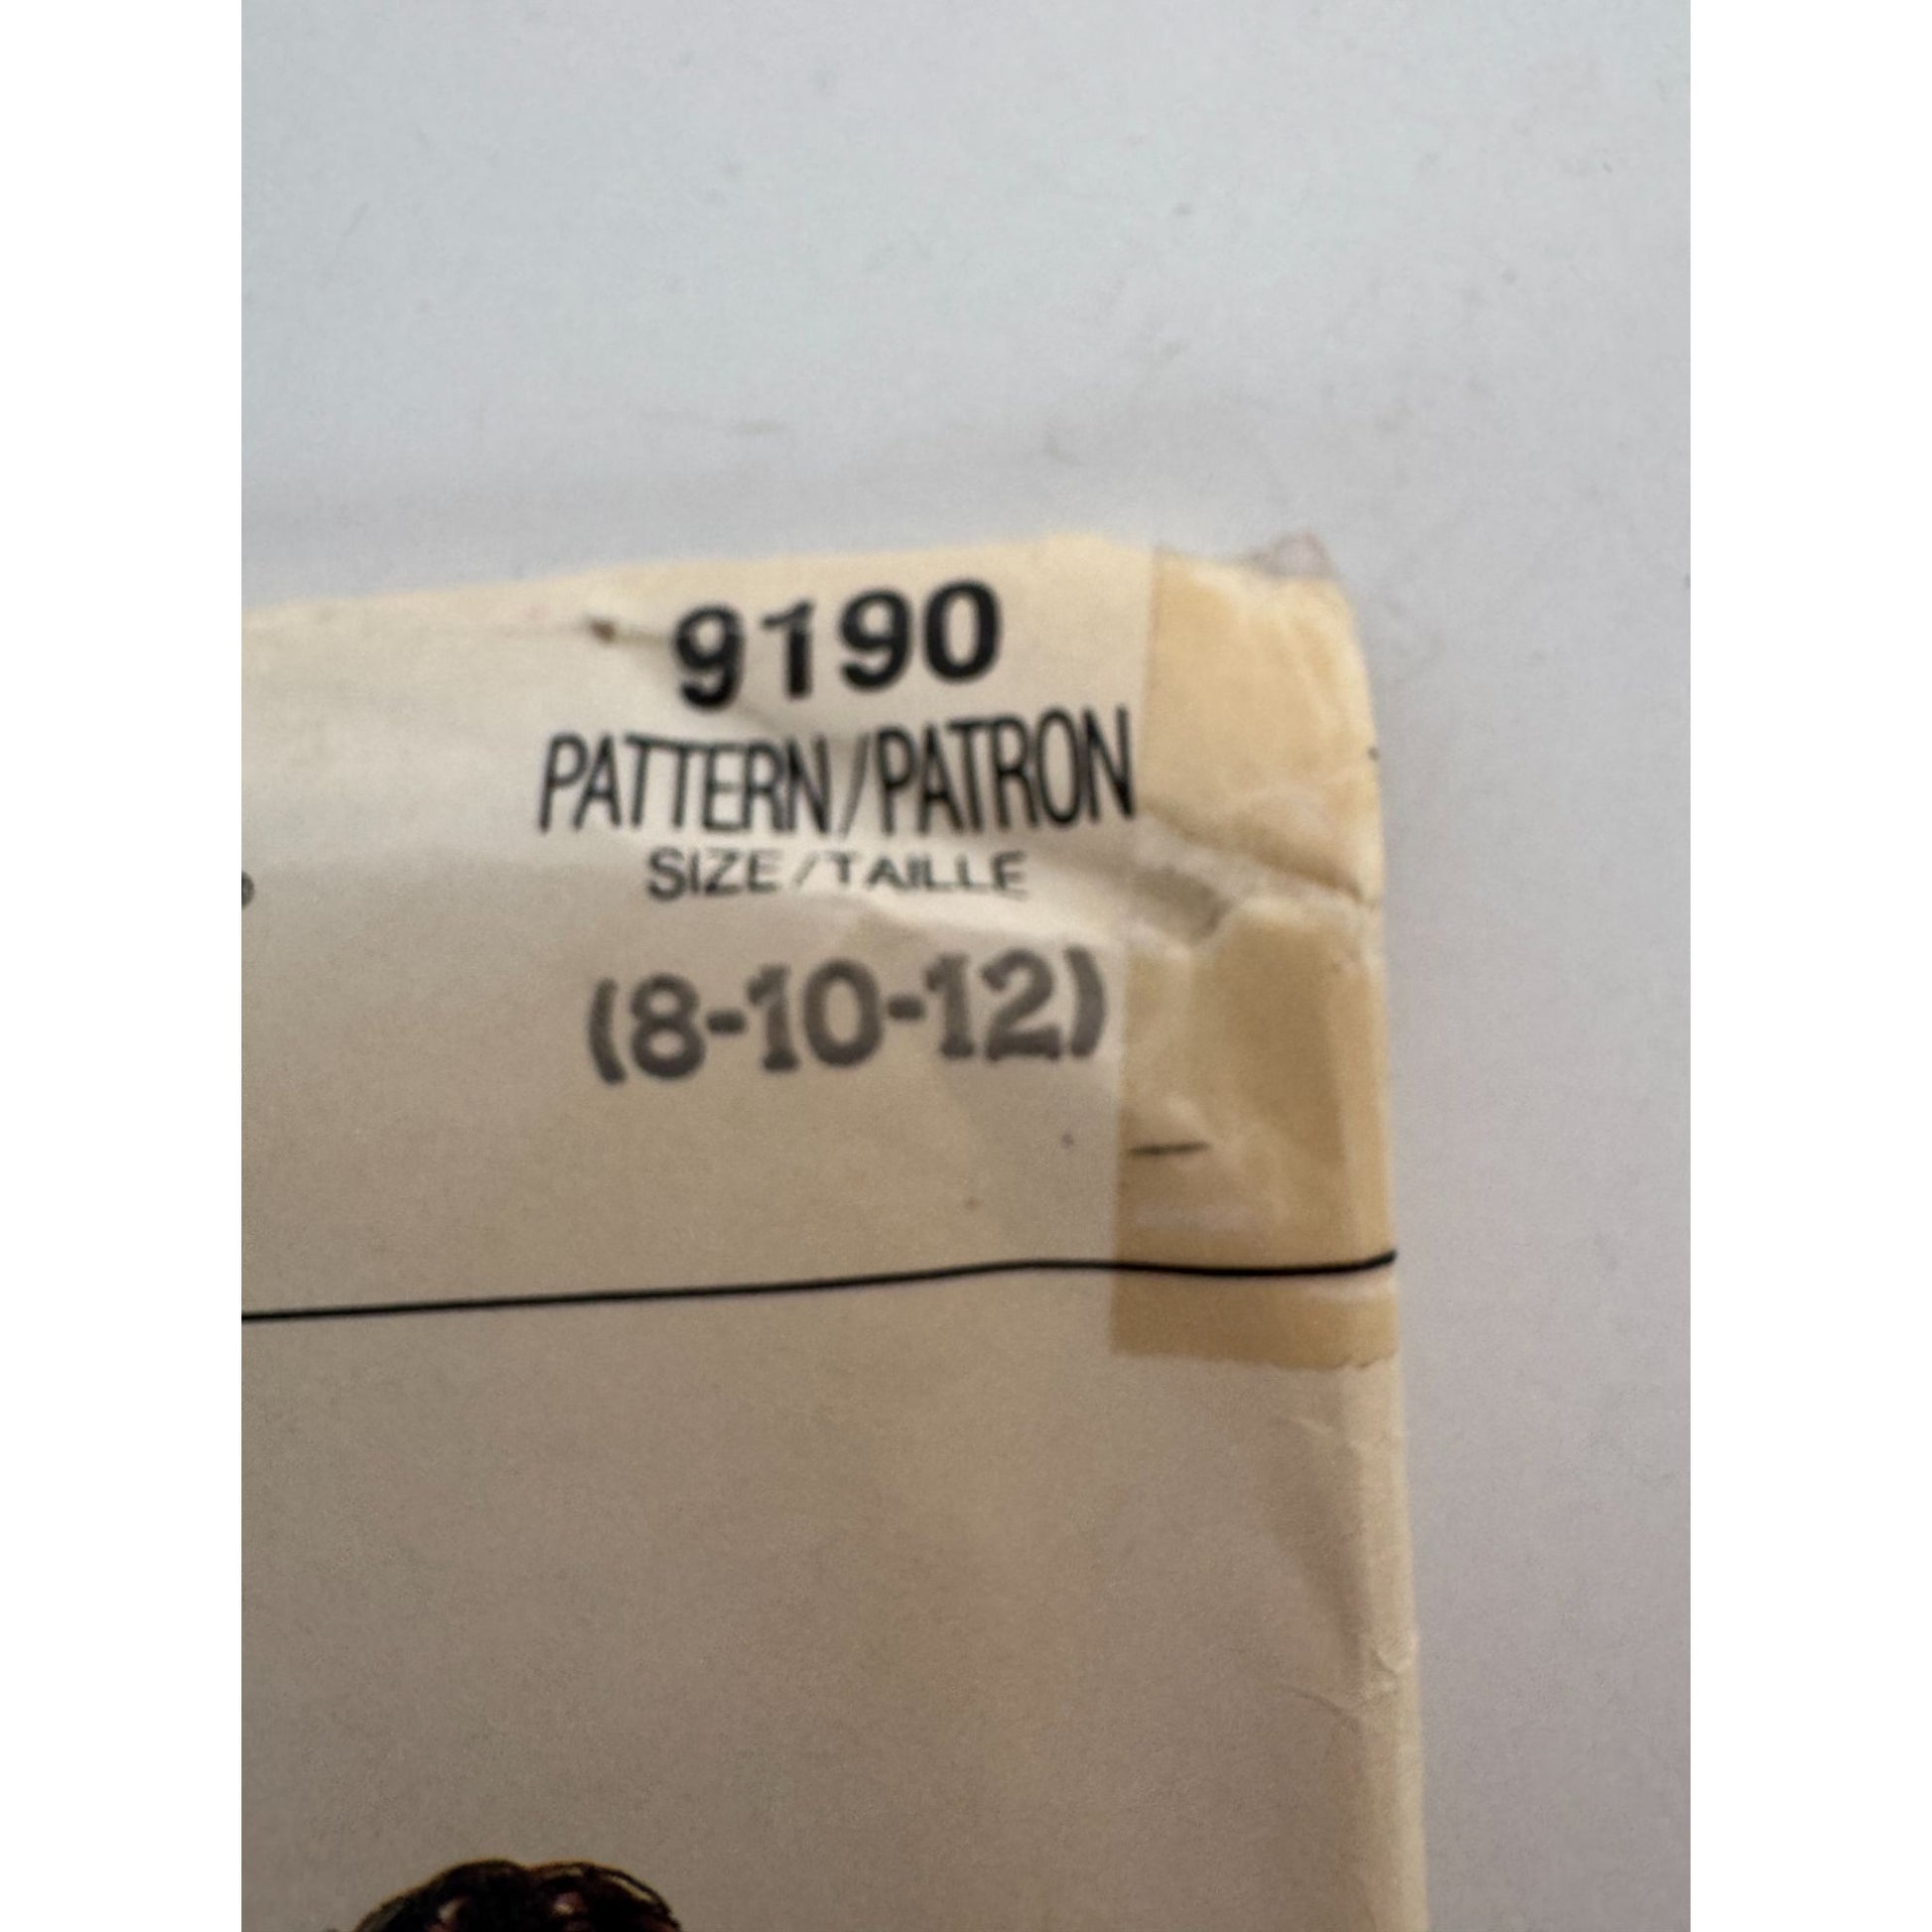 9190
PATTERN/PATRON
SIZE/TAILLE
(8-10-12)